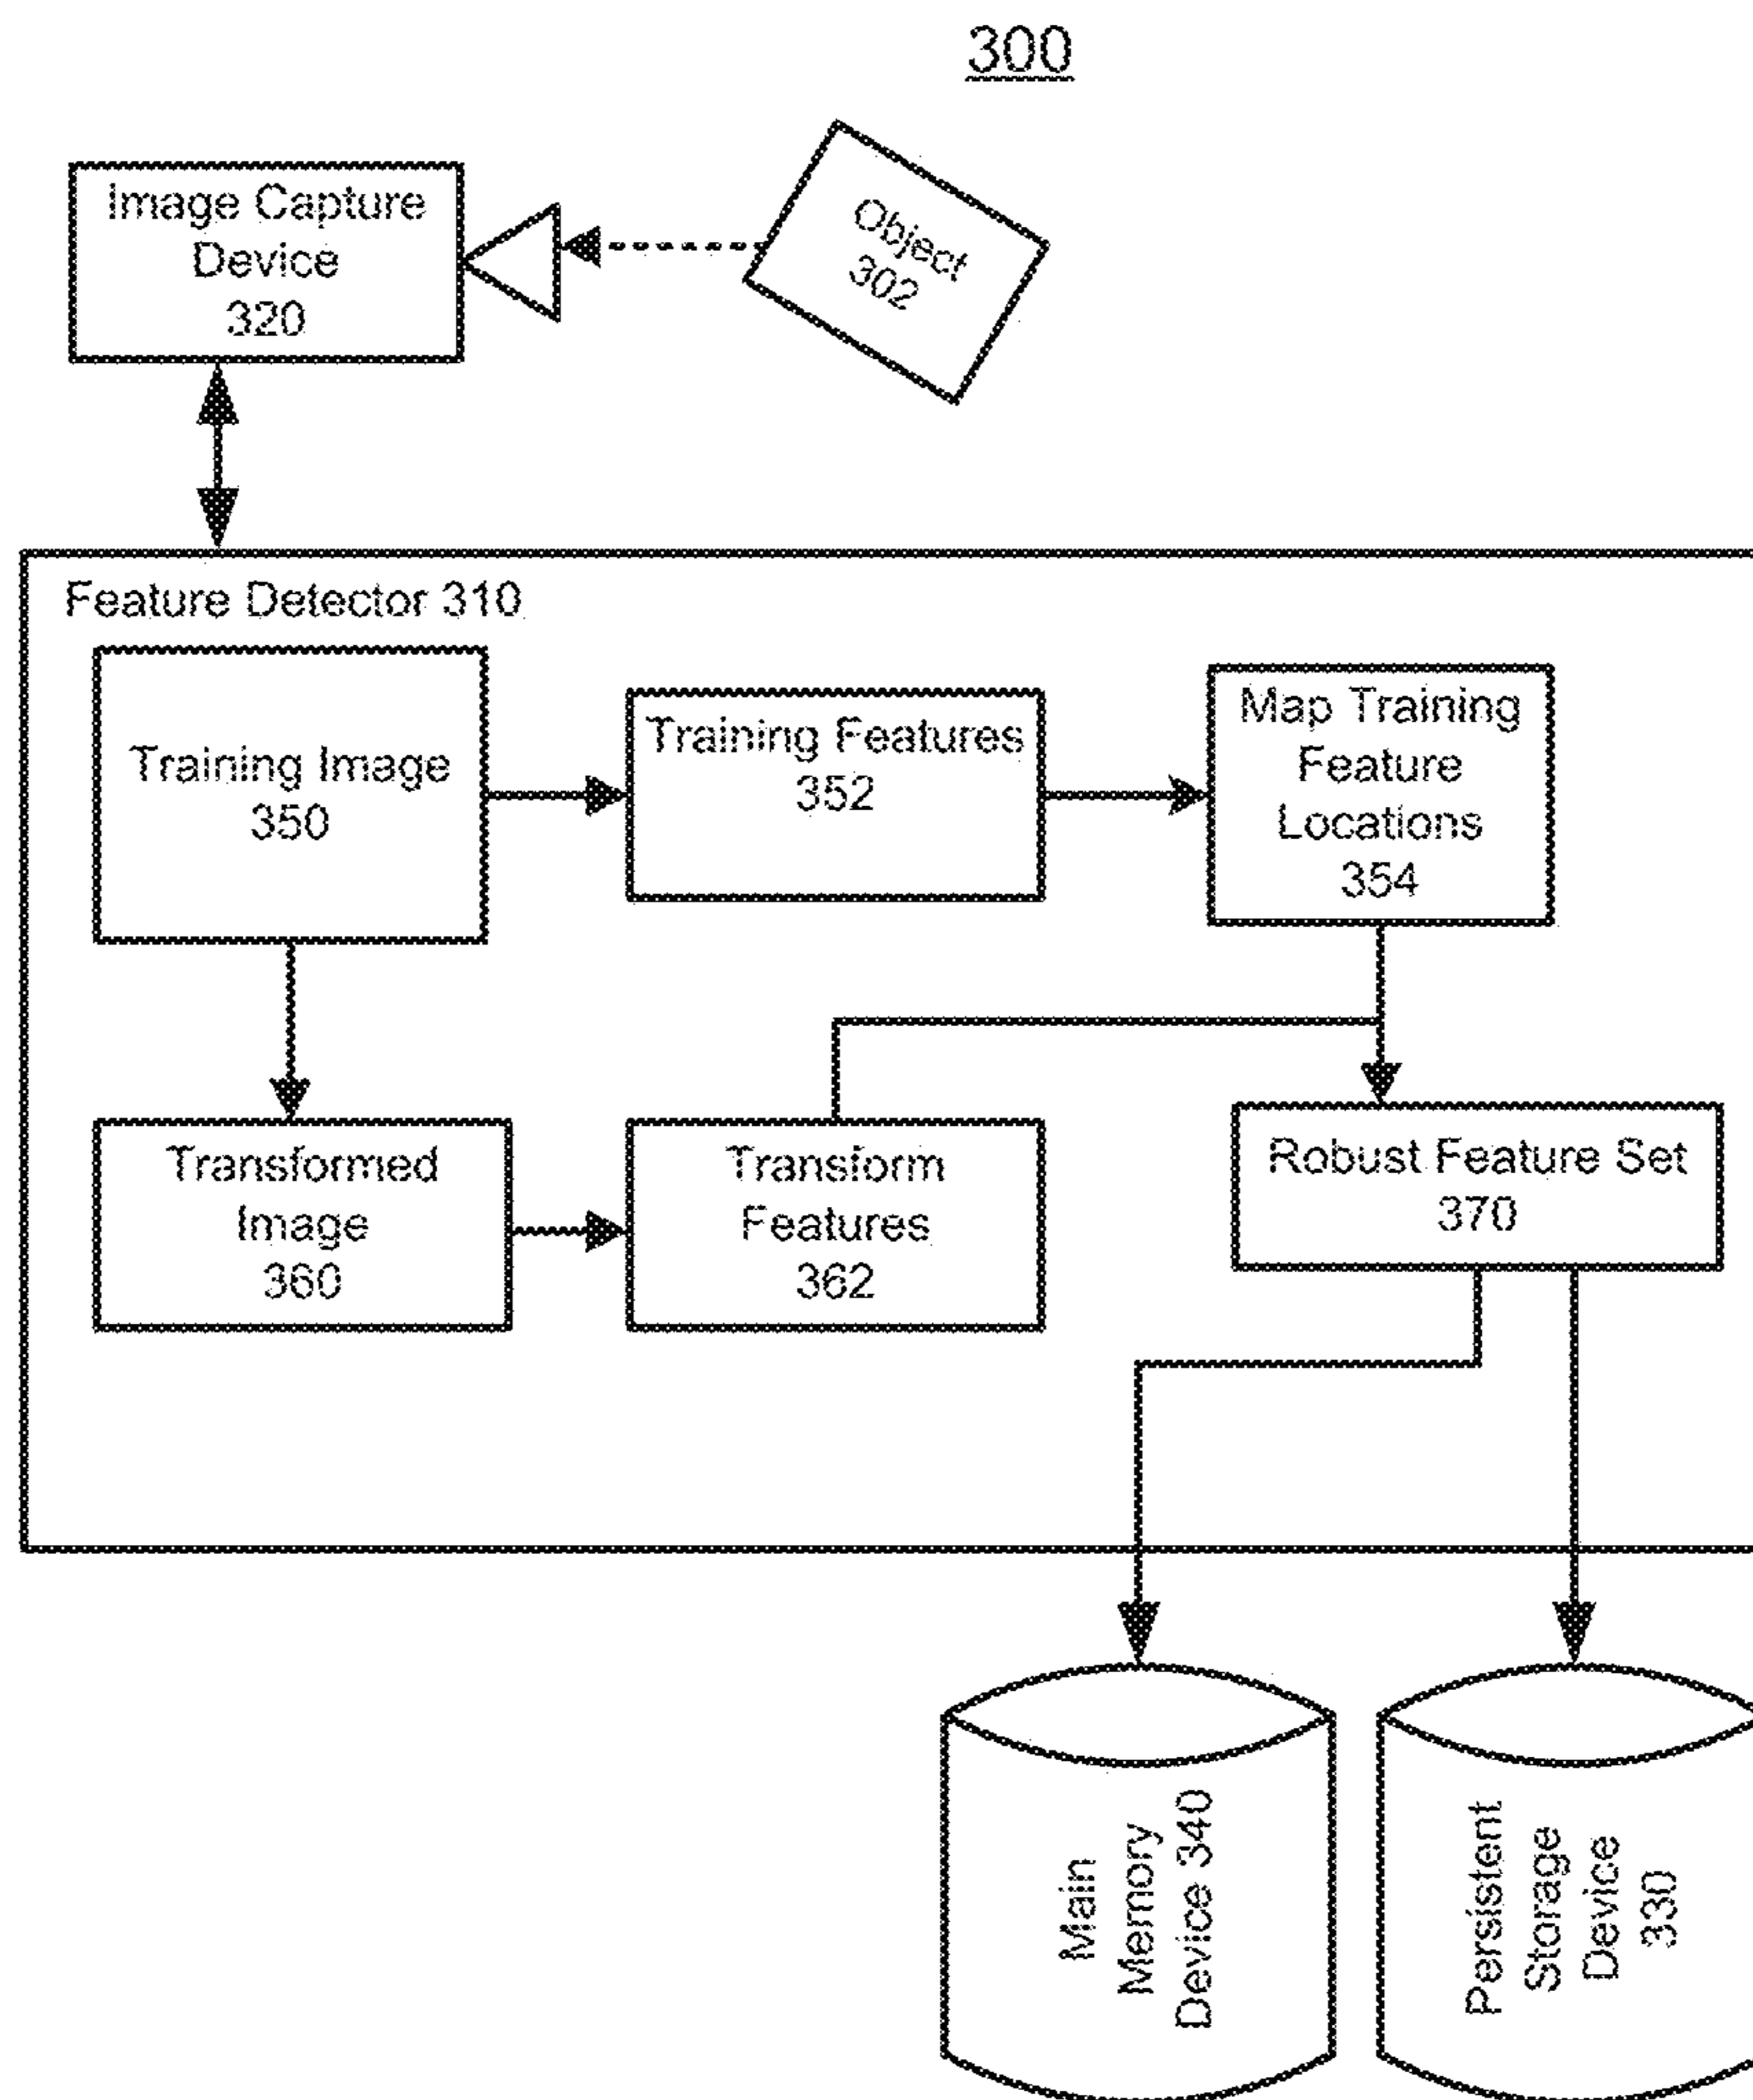 300
Image Capture
Device
320
Object
302
Feature Detector 310
Training Image
350
Training Features
352
Map Training
Feature
Locations
354
Transformed
Image
360
Transform
Features
362
Robust Feature Set
370
Main
Memory
Device 340
Persistent
Storage
Device
330